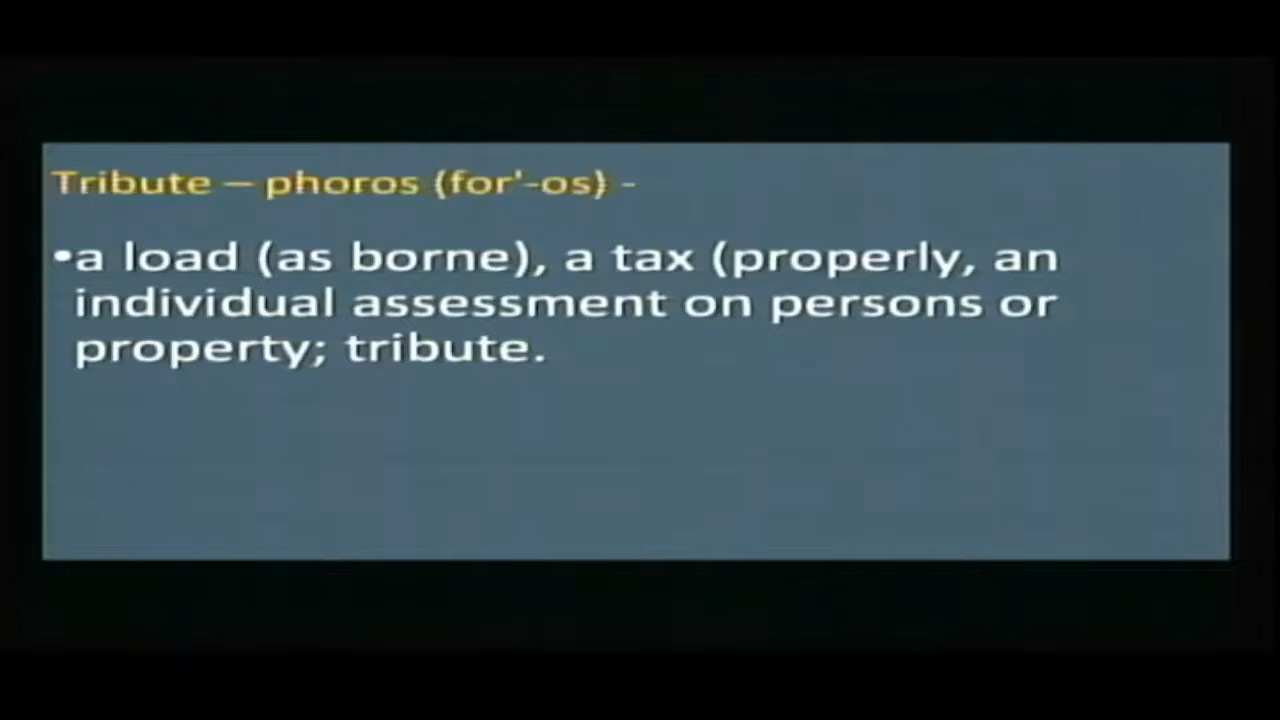 Tribute – phoros (for'-os) -
•a load (as borne), a tax (properly, an
individual assessment on persons or
property; tribute.